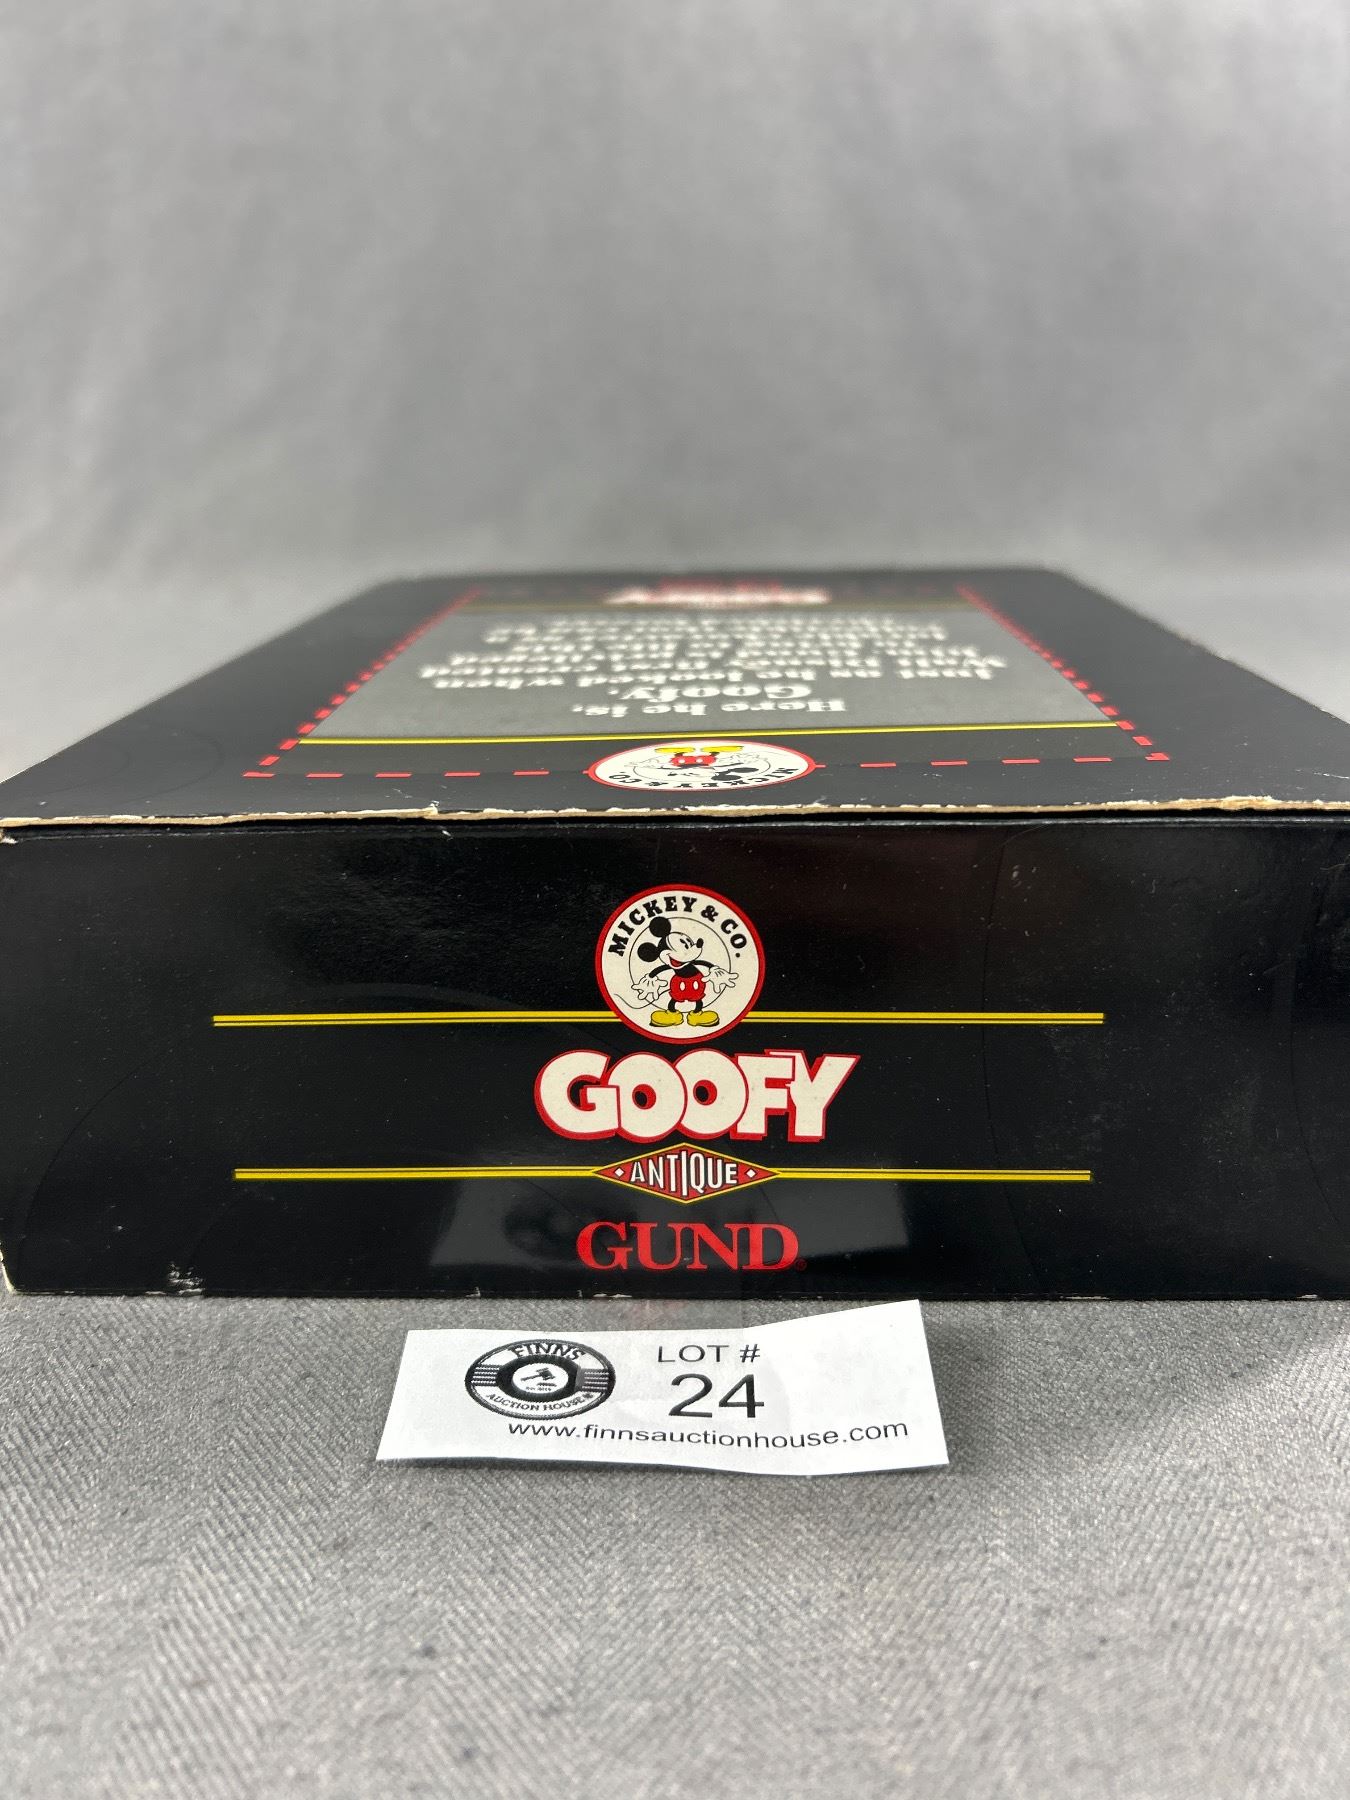 Here he is,
Goofy.
Just as he looked when
MICKEY & CO
MICKEY & CO.
GOOFY
ANTIQUE
GUND®
FINNS
AUCTION HOUSE
LOT #
24
www.finnsauctionhouse.com